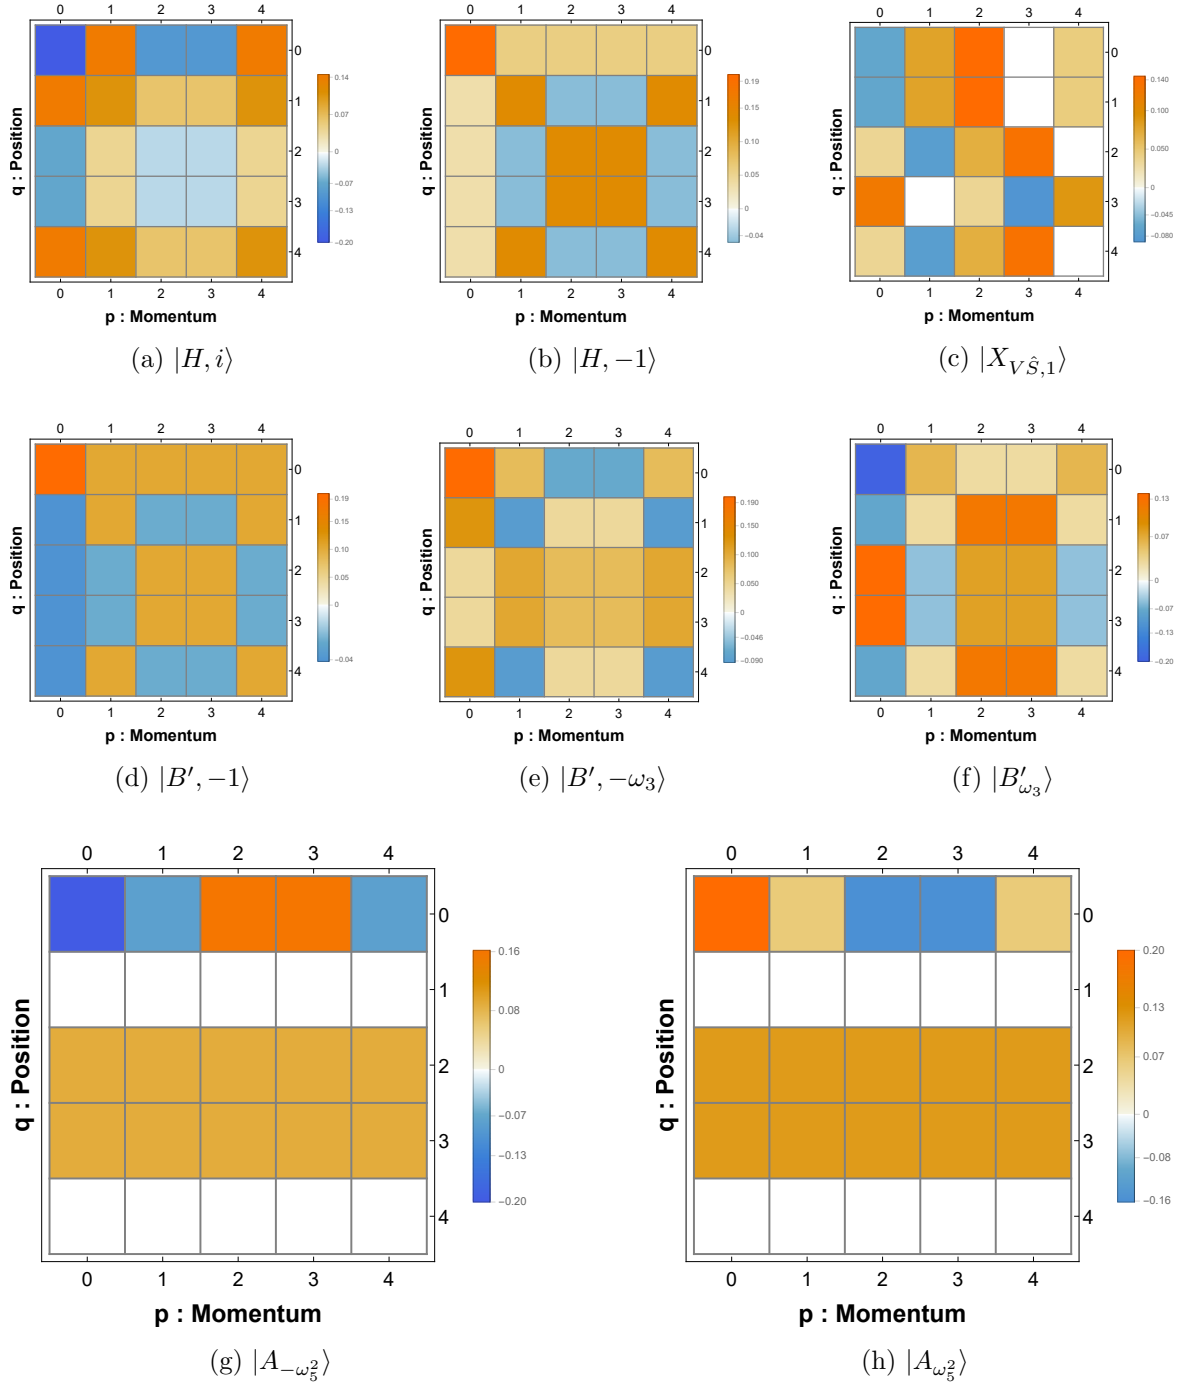 0 1 2 3 4
q : Position
0
1
2
3
4
0.14
0.07
0
−0.07
−0.13
−0.20
0 1 2 3 4
p : Momentum
(a) |H, i⟩
0 1 2 3 4
q : Position
0
1
2
3
4
0.19
0.15
0.10
0.05
0
−0.04
0 1 2 3 4
p : Momentum
(b) |H, −1⟩
0 1 2 3 4
q : Position
0
1
2
3
4
0.140
0.100
0.050
0
−0.045
−0.080
0 1 2 3 4
p : Momentum
(c) |X_{VŜ,1}⟩
0 1 2 3 4
q : Position
0
1
2
3
4
0.19
0.15
0.10
0.05
0
−0.04
0 1 2 3 4
p : Momentum
(d) |B′, −1⟩
0 1 2 3 4
q : Position
0
1
2
3
4
0.190
0.150
0.100
0.050
0
−0.046
−0.090
0 1 2 3 4
p : Momentum
(e) |B′, −ω₃⟩
0 1 2 3 4
q : Position
0
1
2
3
4
0.13
0.07
0
−0.07
−0.13
−0.20
0 1 2 3 4
p : Momentum
(f) |B′_{ω₃}⟩
0 1 2 3 4
q : Position
0
1
2
3
4
0.16
0.08
0
−0.07
−0.13
−0.20
0 1 2 3 4
p : Momentum
(g) |A_{−ω₅²}⟩
0 1 2 3 4
q : Position
0
1
2
3
4
0.20
0.13
0.07
0
−0.08
−0.16
0 1 2 3 4
p : Momentum
(h) |A_{ω₅²}⟩